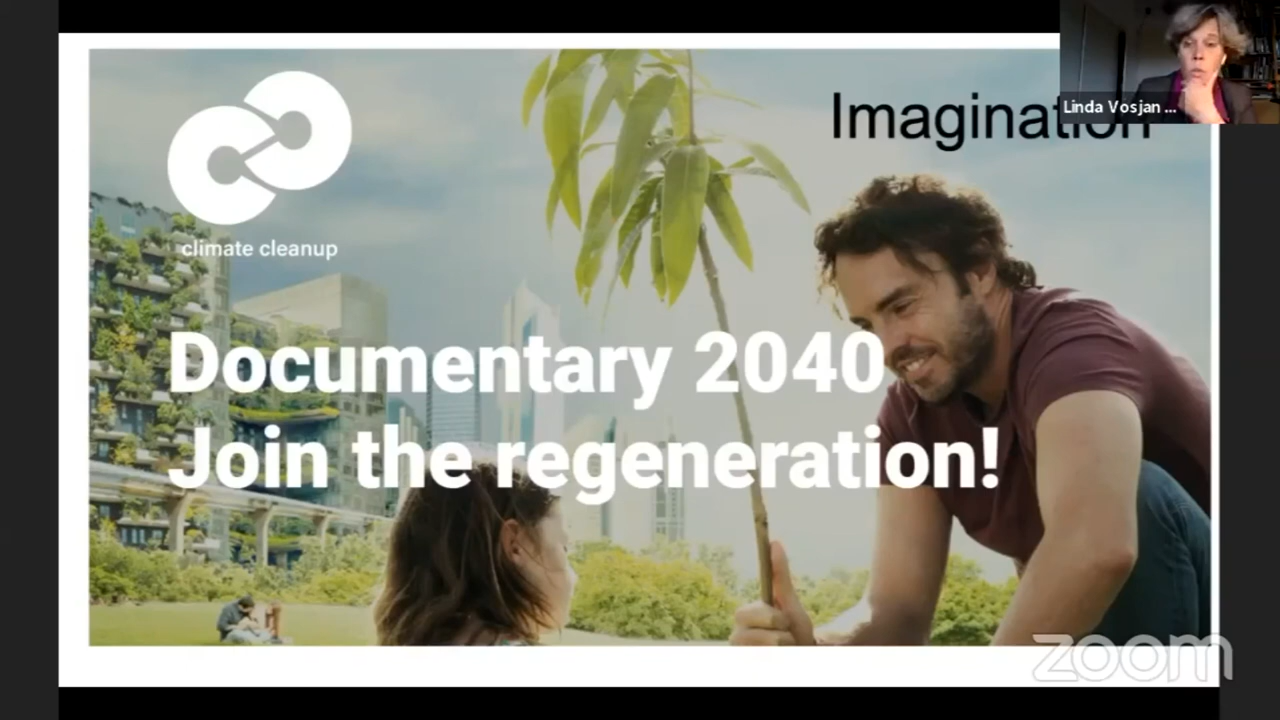 Imagination
Linda Vosjan ...
climate cleanup
Documentary 2040
Join the regeneration!
zoom